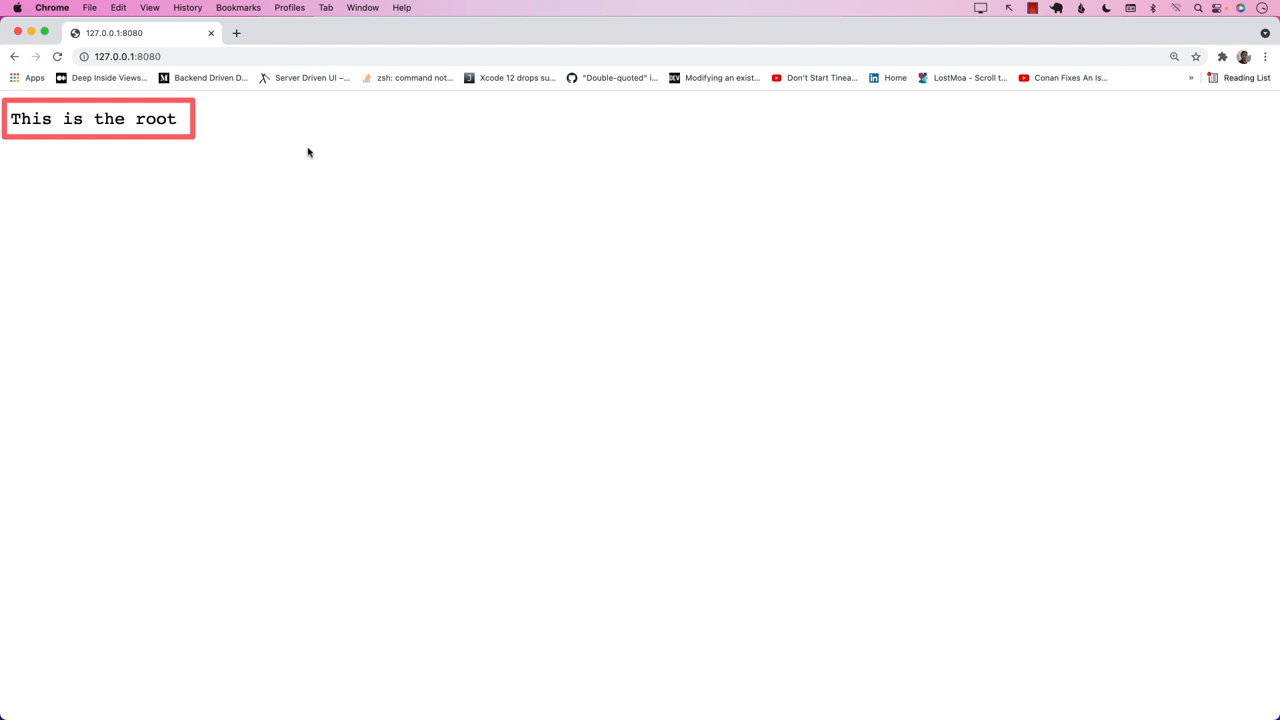 Chrome File Edit View History Bookmarks Profiles Tab Window Help
127.0.0.1:8080
127.0.0.1:8080
Apps Deep Inside Views... Backend Driven D... Server Driven UI –... zsh: command not... Xcode 12 drops su... "Double-quoted" i... DEV Modifying an exist... Don't Start Tinea... Home LostMoa - Scroll t... Conan Fixes An Is... » Reading List
This is the root